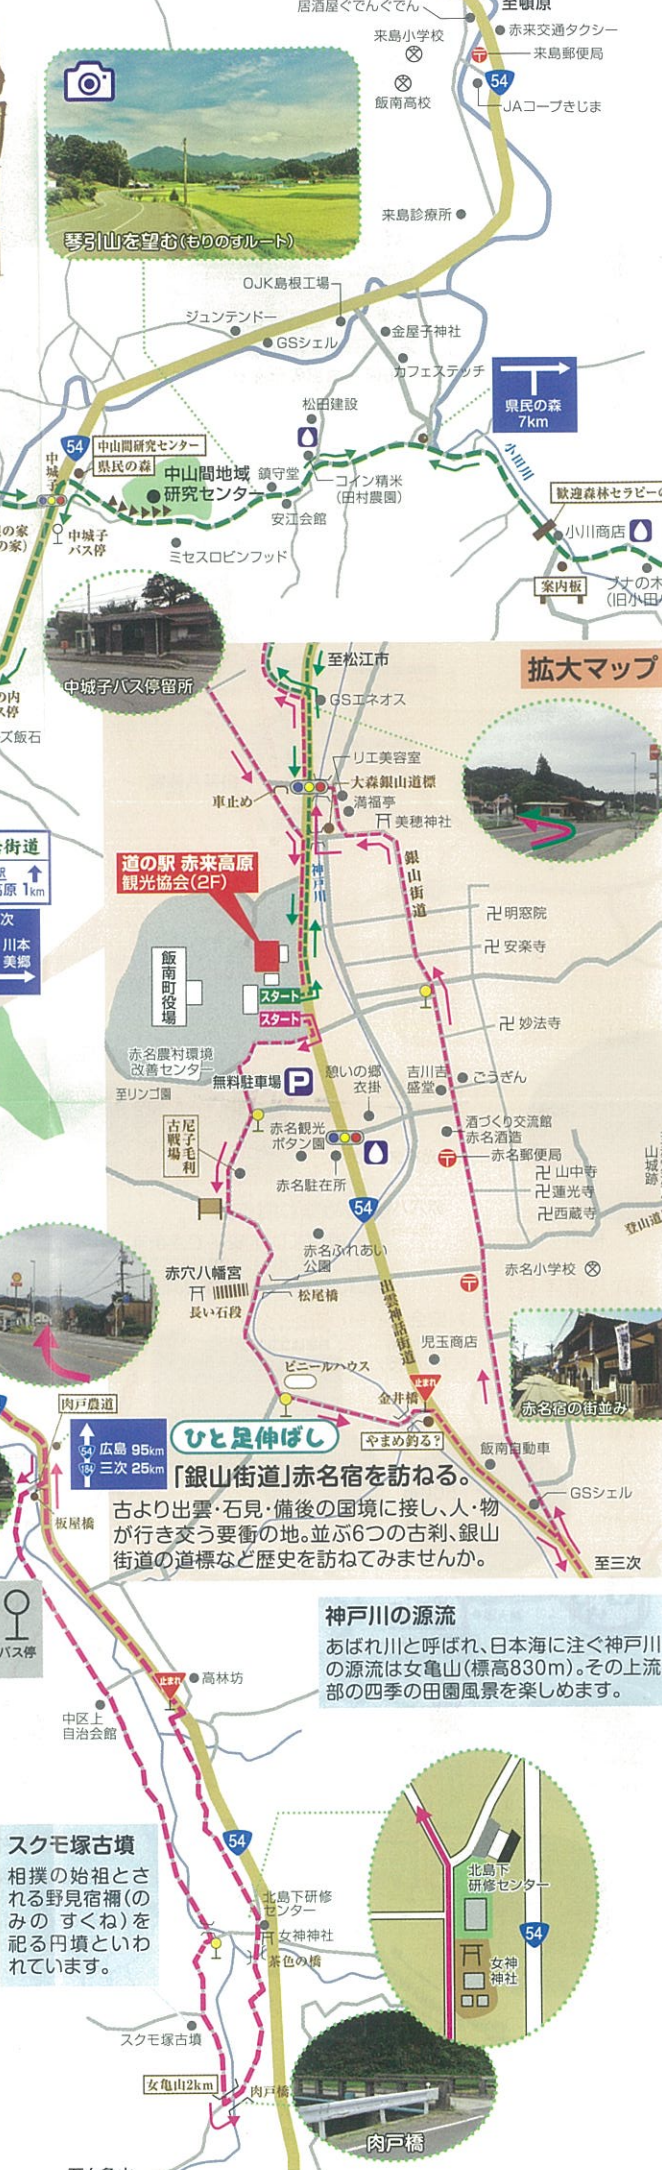 居酒屋ぐでんぐでん
至頓原
赤来交通タクシー
来島小学校
来島郵便局
54
飯南高校
JAコープきじま
来島診療所
琴引山を望む(もりのすルート)
OJK島根工場
ジュンテンドー
GSシェル
金屋子神社
カフェステッチ
県民の森
7km
松田建設
54
中山間研究センター
県民の森
中城子
中山間地域
研究センター
鎮守堂
コイン精米
(田村農園)
安江会館
小田川
歓迎森林セラピー
小川商店
中城子
バス停
ミセスロビンフッド
案内板
ブナの木
(旧小田
中城子バス停留所
ズ飯石
至松江市
拡大マップ
GSエネオス
リエ美容室
大森銀山道標
車止め
満福亭
美穂神社
街道
原 1km
道の駅 赤来高原
観光協会(2F)
神戸川
銀山街道
次
川本
美郷
卍明窓院
卍安楽寺
飯南町役場
スタート
スタート
卍妙法寺
赤名農村環境
改善センター
至リンゴ園
無料駐車場
P
憩いの郷
衣掛
吉川吉
盛堂
ごうぎん
尼子毛利
古戦場
赤名観光
ボタン園
酒づくり交流館
赤名酒造
赤名郵便局
卍山中寺
卍蓮光寺
卍西蔵寺
山城跡
登山道
赤名駐在所
54
赤名ふれあい
公園
赤穴八幡宮
長い石段
松尾橋
出雲神話街道
赤名小学校
児玉商店
ビニールハウス
金井橋
止まれ
やまめ釣る?
赤名宿の街並み
飯南自動車
GSシェル
至三次
肉戸農道
54 広島 95km
184 三次 25km
板屋橋
ひと足伸ばし
「銀山街道」赤名宿を訪ねる。
古より出雲・石見・備後の国境に接し、人・物
が行き交う要衝の地。並ぶ6つの古刹、銀山
街道の道標など歴史を訪ねてみませんか。
バス停
神戸川の源流
あばれ川と呼ばれ、日本海に注ぐ神戸川
の源流は女亀山(標高830m)。その上流
部の四季の田園風景を楽しめます。
止まれ
高林坊
中区上
自治会館
54
スクモ塚古墳
相撲の始祖とさ
れる野見宿禰(の
みの すくね)を
祀る円墳といわ
れています。
北島下研修
センター
女神神社
茶色の橋
北島下
研修センター
54
女神
神社
スクモ塚古墳
女亀山2km
肉戸橋
肉戸橋